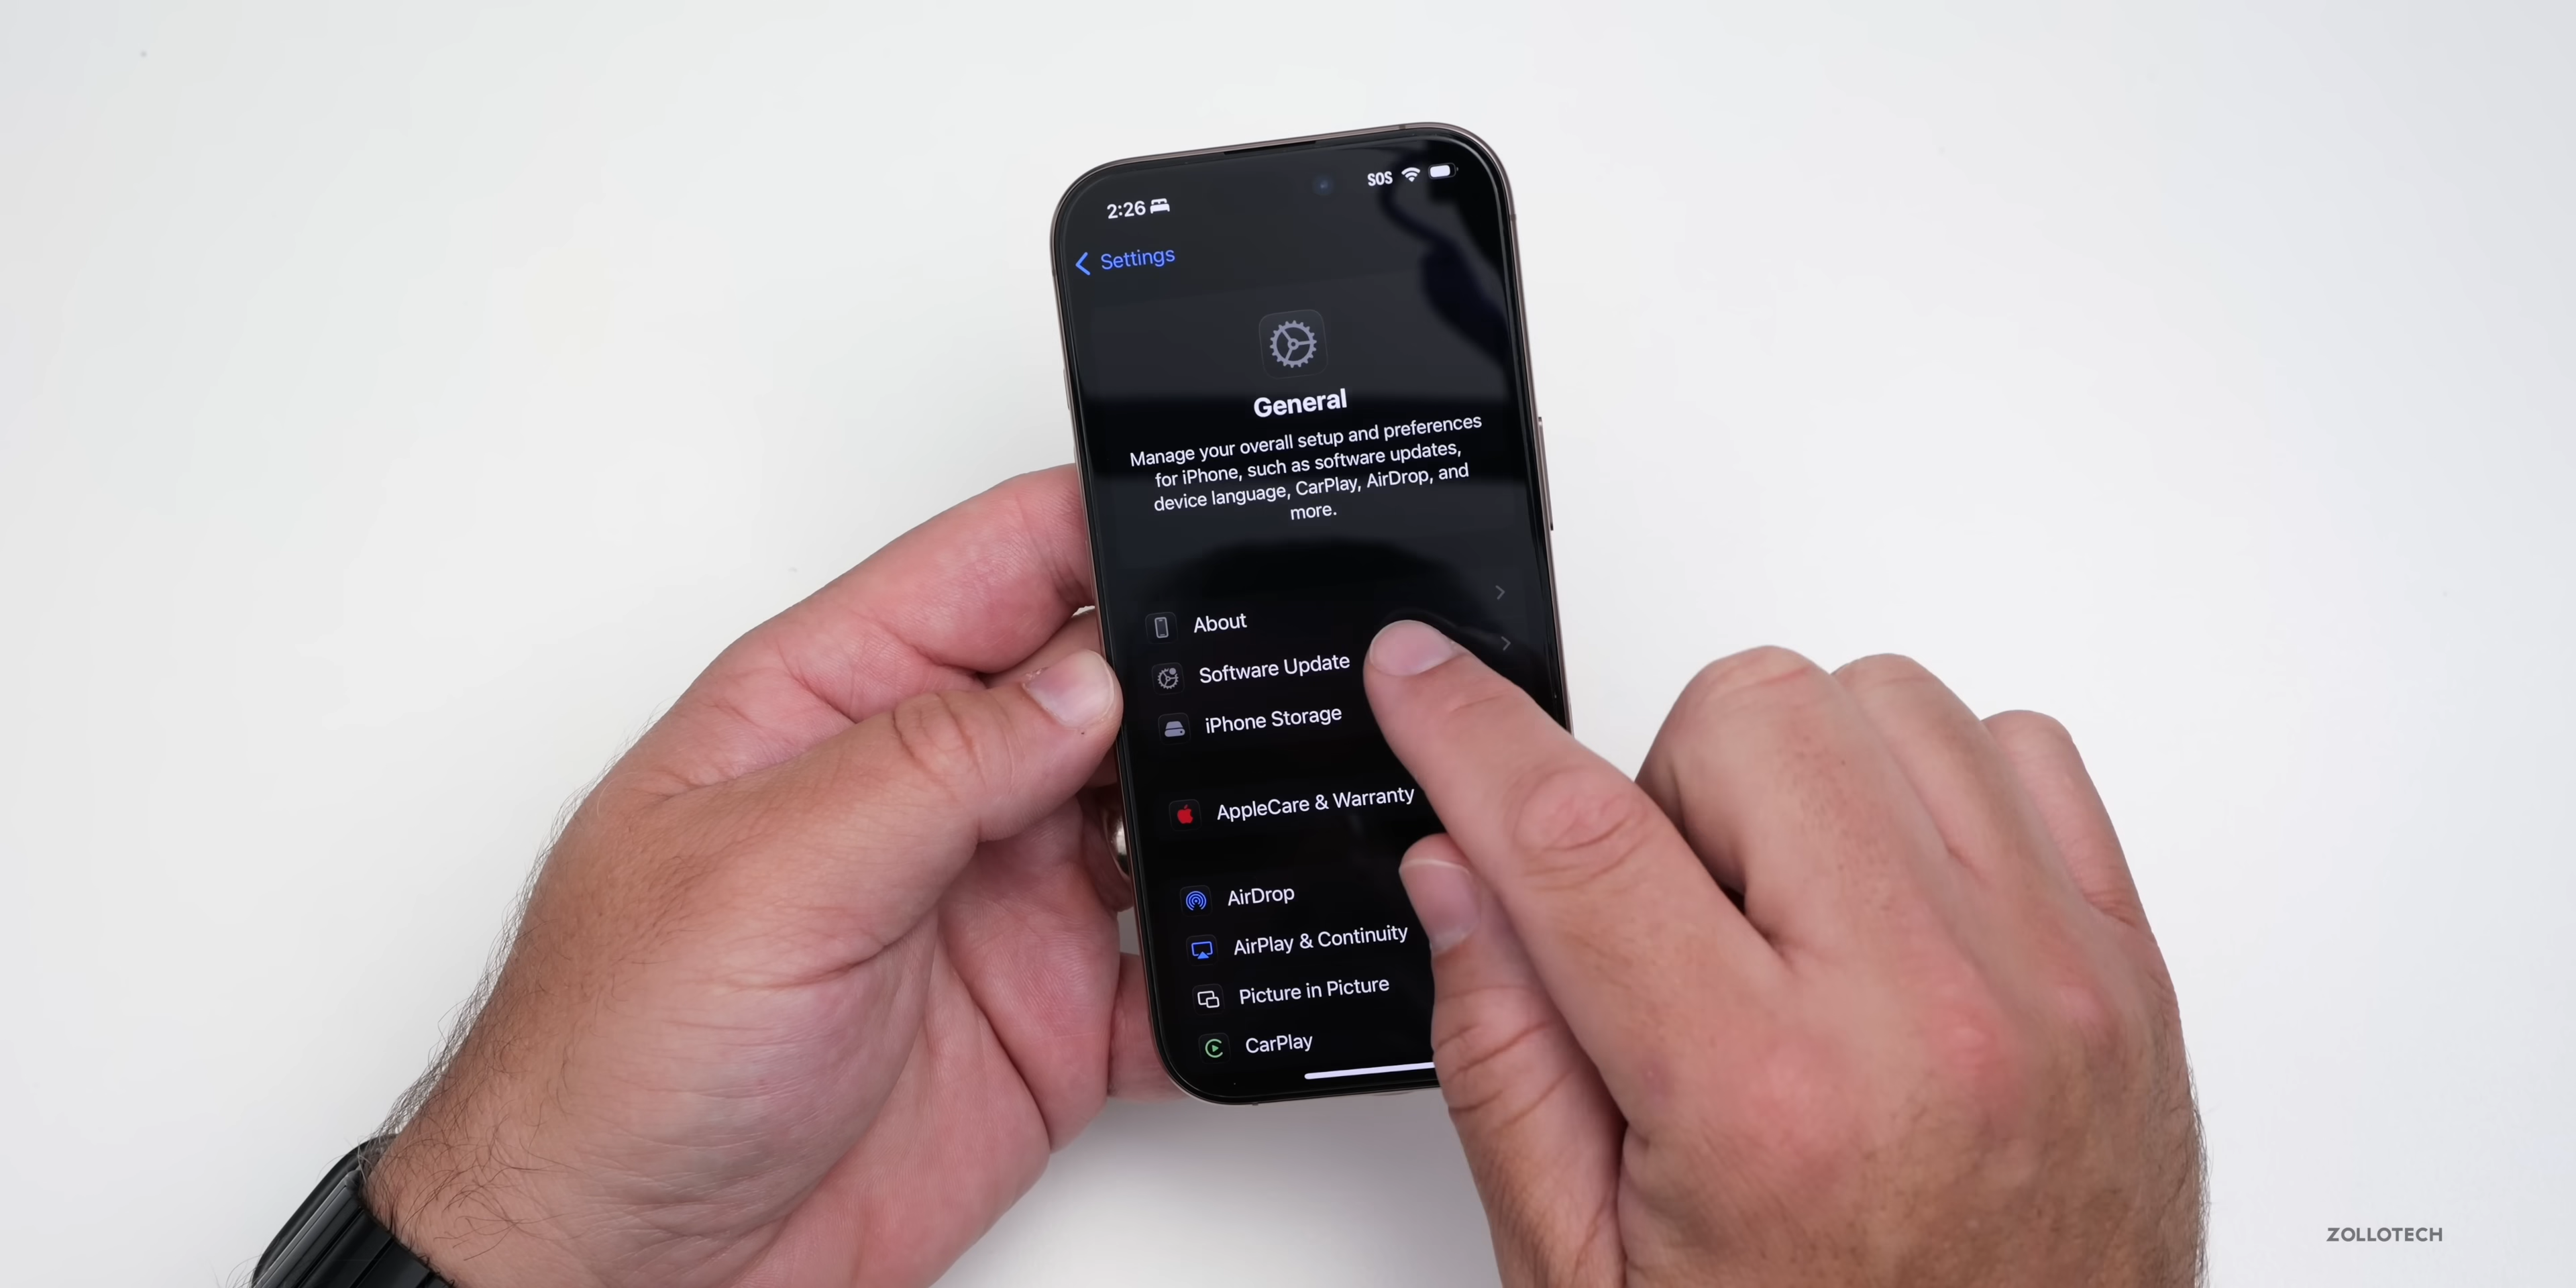 2:26
SOS
Settings
General
Manage your overall setup and preferences
for iPhone, such as software updates,
device language, CarPlay, AirDrop, and
more.
About
Software Update
iPhone Storage
AppleCare & Warranty
AirDrop
AirPlay & Continuity
Picture in Picture
CarPlay
ZOLLOTECH